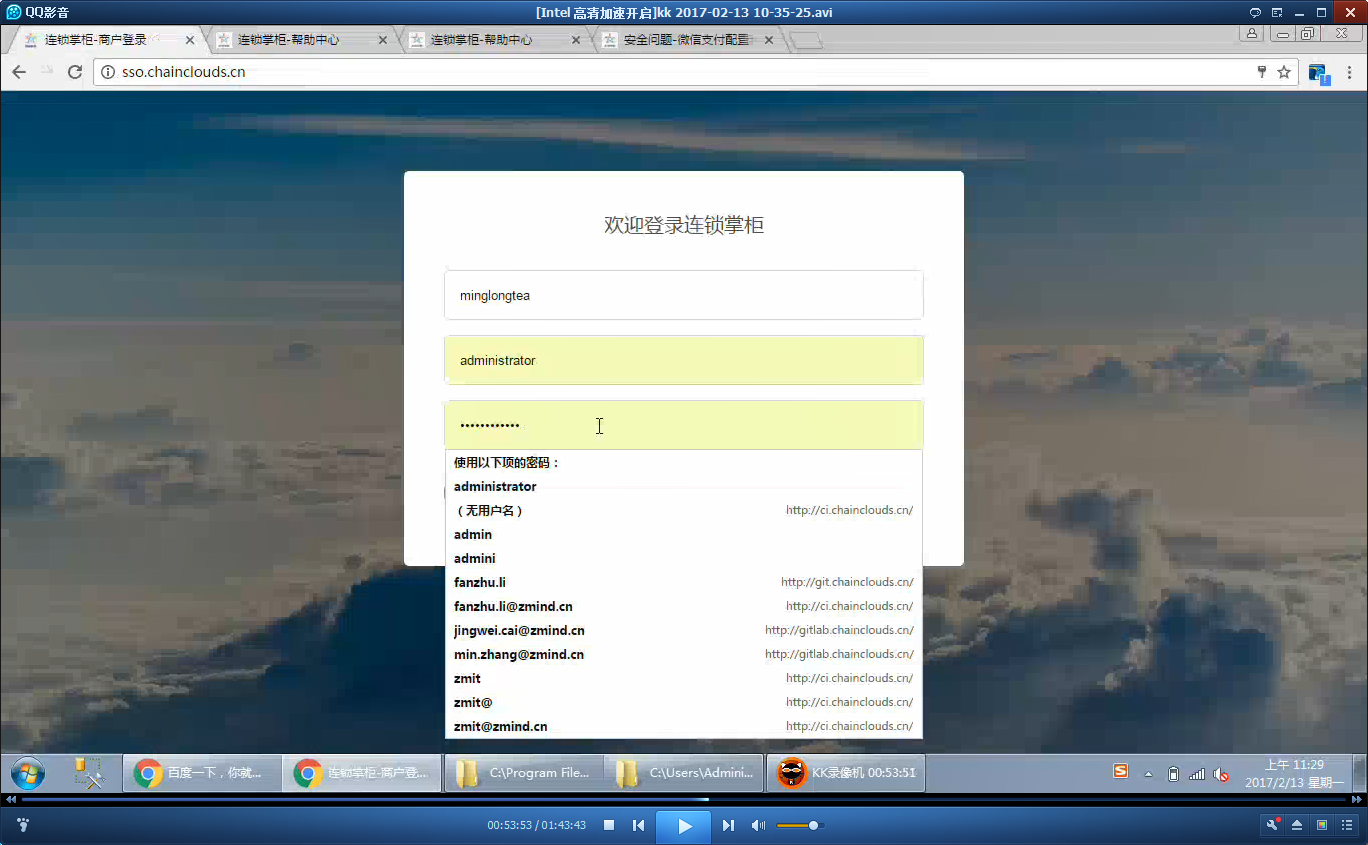 QQ影音
[Intel 高清加速开启]kk 2017-02-13 10-35-25.avi
连锁掌柜-商户登录
连锁掌柜-帮助中心
连锁掌柜-帮助中心
安全问题-微信支付配置
sso.chainclouds.cn
欢迎登录连锁掌柜
minglongtea
administrator
••••••••••••
使用以下项的密码：
administrator
（无用户名） http://ci.chainclouds.cn/
admin
admini
fanzhu.li http://git.chainclouds.cn/
fanzhu.li@zmind.cn http://ci.chainclouds.cn/
jingwei.cai@zmind.cn http://gitlab.chainclouds.cn/
min.zhang@zmind.cn http://gitlab.chainclouds.cn/
zmit http://ci.chainclouds.cn/
zmit@ http://ci.chainclouds.cn/
zmit@zmind.cn http://ci.chainclouds.cn/
百度一下，你就...
连锁掌柜-商户登...
C:\Program File...
C:\Users\Admini...
KK录像机 00:53:51
上午 11:29
2017/2/13 星期一
00:53:53 / 01:43:43